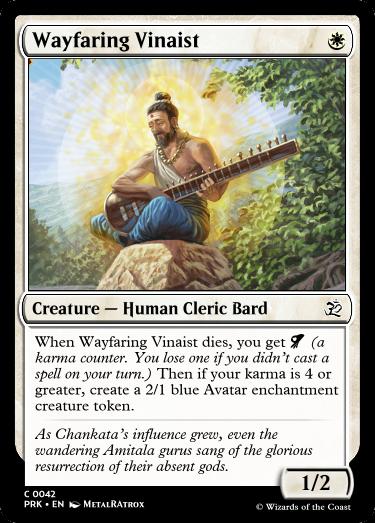 Wayfaring Vinaist
Creature — Human Cleric Bard
When Wayfaring Vinaist dies, you get (a
karma counter. You lose one if you didn't cast a
spell on your turn.) Then if your karma is 4 or
greater, create a 2/1 blue Avatar enchantment
creature token.
As Chankata's influence grew, even the
wandering Amitala gurus sang of the glorious
resurrection of their absent gods.
1/2
C 0042
PRK • EN MetalRatrox
© Wizards of the Coast